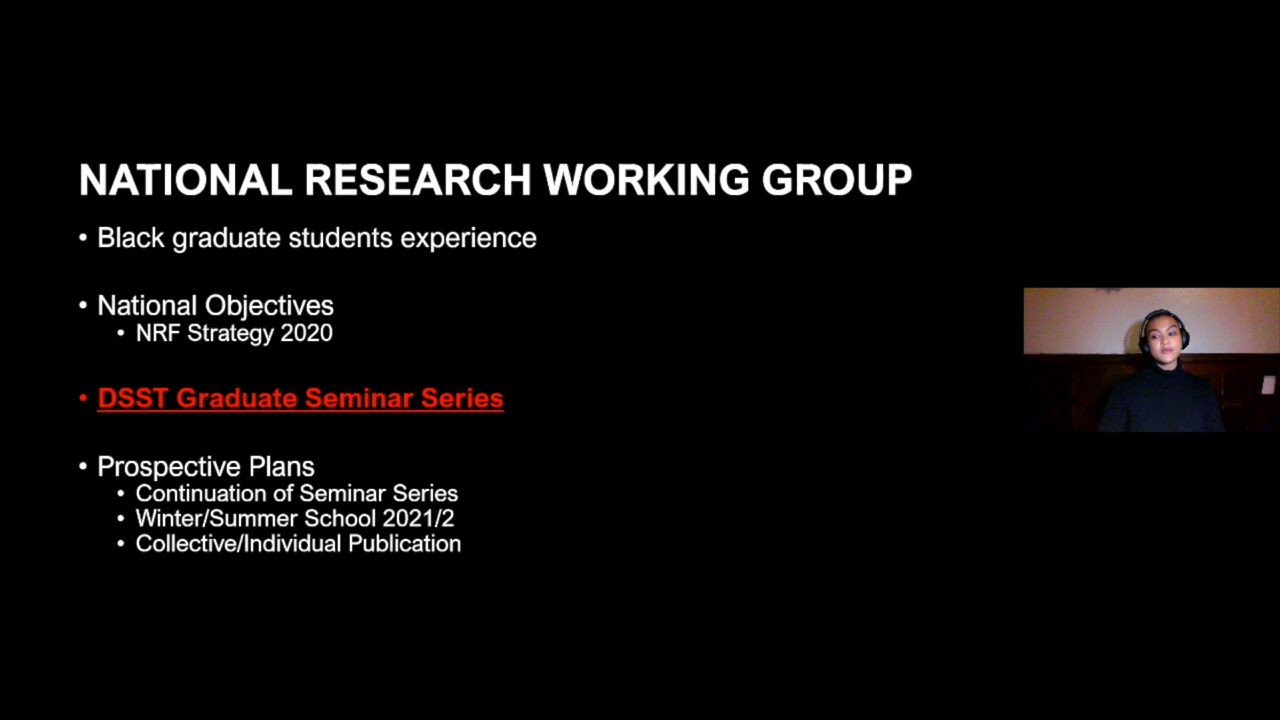 NATIONAL RESEARCH WORKING GROUP
• Black graduate students experience
• National Objectives
• NRF Strategy 2020
• DSST Graduate Seminar Series
• Prospective Plans
• Continuation of Seminar Series
• Winter/Summer School 2021/2
• Collective/Individual Publication